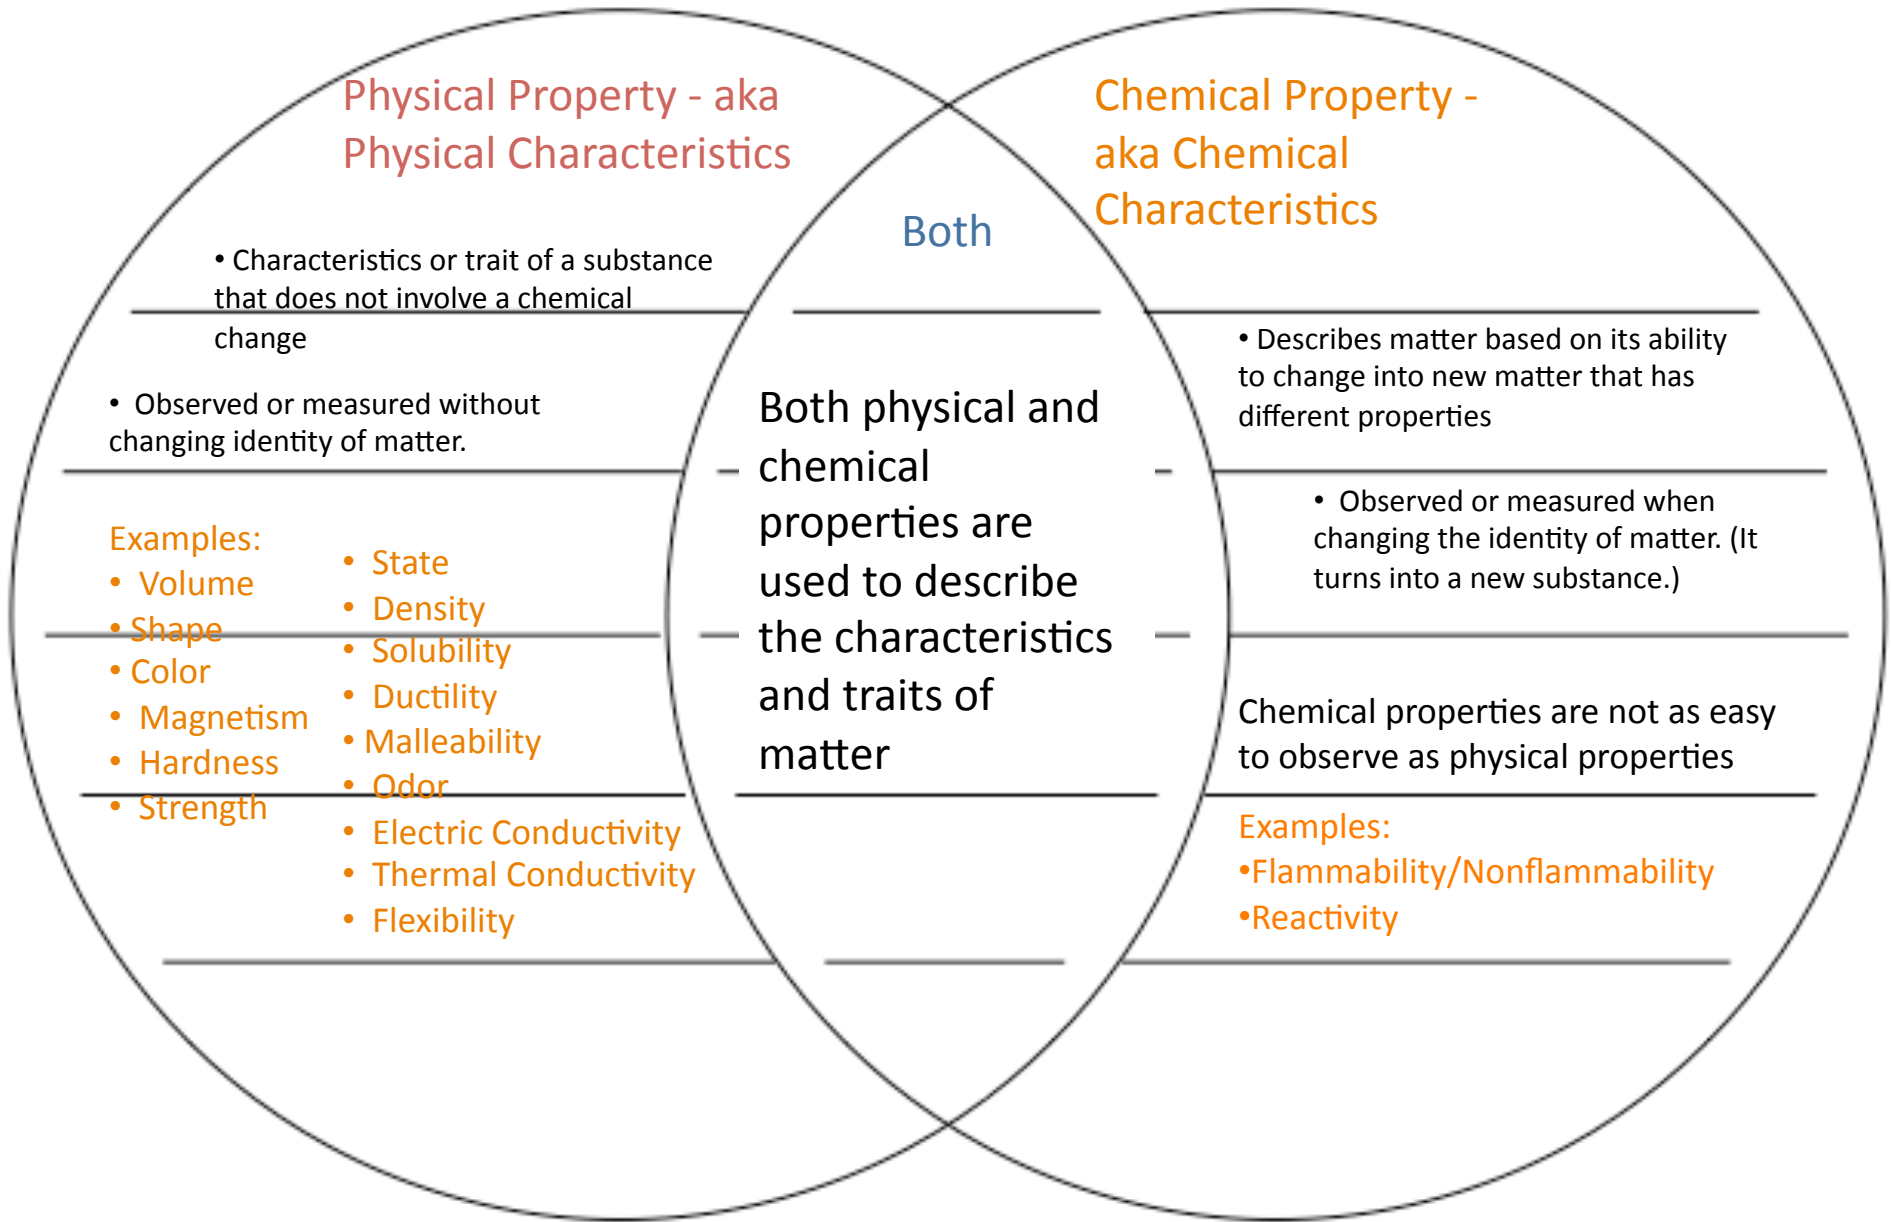 Physical Property - aka
Physical Characteristics
• Characteristics or trait of a substance
that does not involve a chemical
change
• Observed or measured without
changing identity of matter.
Examples:
• Volume
• Shape
• Color
• Magnetism
• Hardness
• Strength
• State
• Density
• Solubility
• Ductility
• Malleability
• Odor
• Electric Conductivity
• Thermal Conductivity
• Flexibility
Both
Both physical and
chemical
properties are
used to describe
the characteristics
and traits of
matter
Chemical Property -
aka Chemical
Characteristics
• Describes matter based on its ability
to change into new matter that has
different properties
• Observed or measured when
changing the identity of matter. (It
turns into a new substance.)
Chemical properties are not as easy
to observe as physical properties
Examples:
•Flammability/Nonflammability
•Reactivity